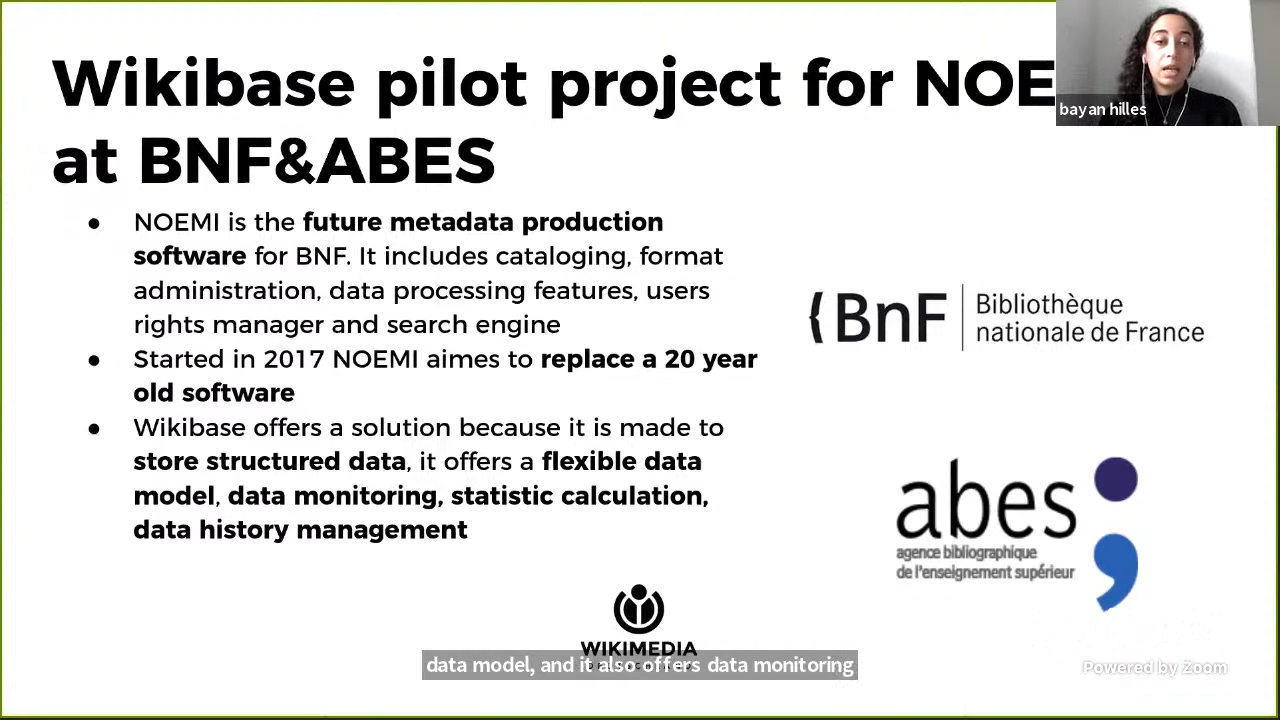 Wikibase pilot project for NOE
bayan hilles
at BNF&ABES
● NOEMI is the future metadata production
software for BNF. It includes cataloging, format
administration, data processing features, users
rights manager and search engine
● Started in 2017 NOEMI aimes to replace a 20 year
old software
● Wikibase offers a solution because it is made to
store structured data, it offers a flexible data
model, data monitoring, statistic calculation,
data history management
BnF
Bibliothèque
nationale de France
abes
agence bibliographique
de l'enseignement supérieur
WIKIMEDIA
data model, and it also offers data monitoring
Powered by Zoom